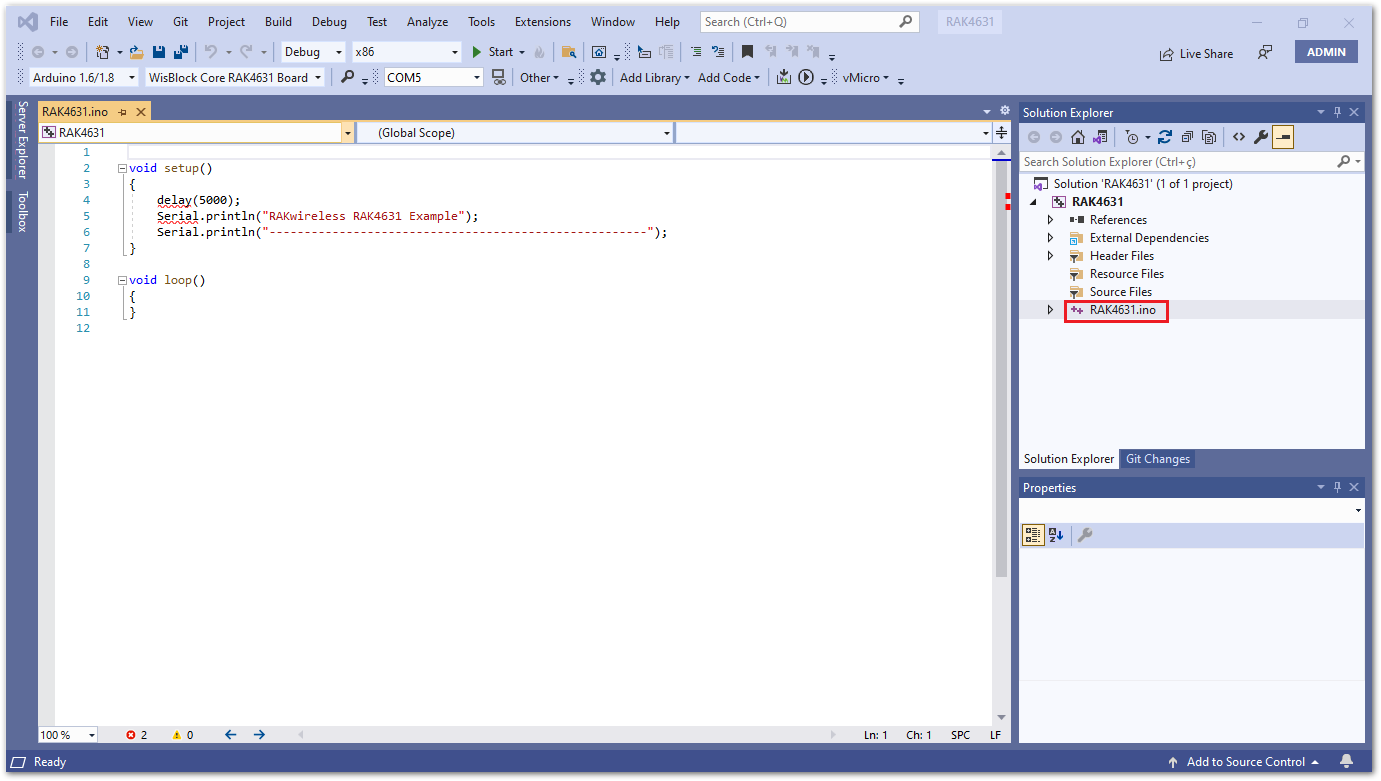 File Edit View Git Project Build Debug Test Analyze Tools Extensions Window Help Search (Ctrl+Q) RAK4631
Debug x86 Start Live Share ADMIN
Arduino 1.6/1.8 WisBlock Core RAK4631 Board COM5 Other Add Library Add Code vMicro
Server Explorer
Toolbox
RAK4631.ino
RAK4631 (Global Scope)
1
2 void setup()
3 {
4 delay(5000);
5 Serial.println("RAKwireless RAK4631 Example");
6 Serial.println("------------------------------------------------------");
7 }
8
9 void loop()
10 {
11 }
12
100 % 2 0 Ln: 1 Ch: 1 SPC LF
Solution Explorer
Search Solution Explorer (Ctrl+ç)
Solution 'RAK4631' (1 of 1 project)
RAK4631
References
External Dependencies
Header Files
Resource Files
Source Files
RAK4631.ino
Solution Explorer Git Changes
Properties
Ready Add to Source Control